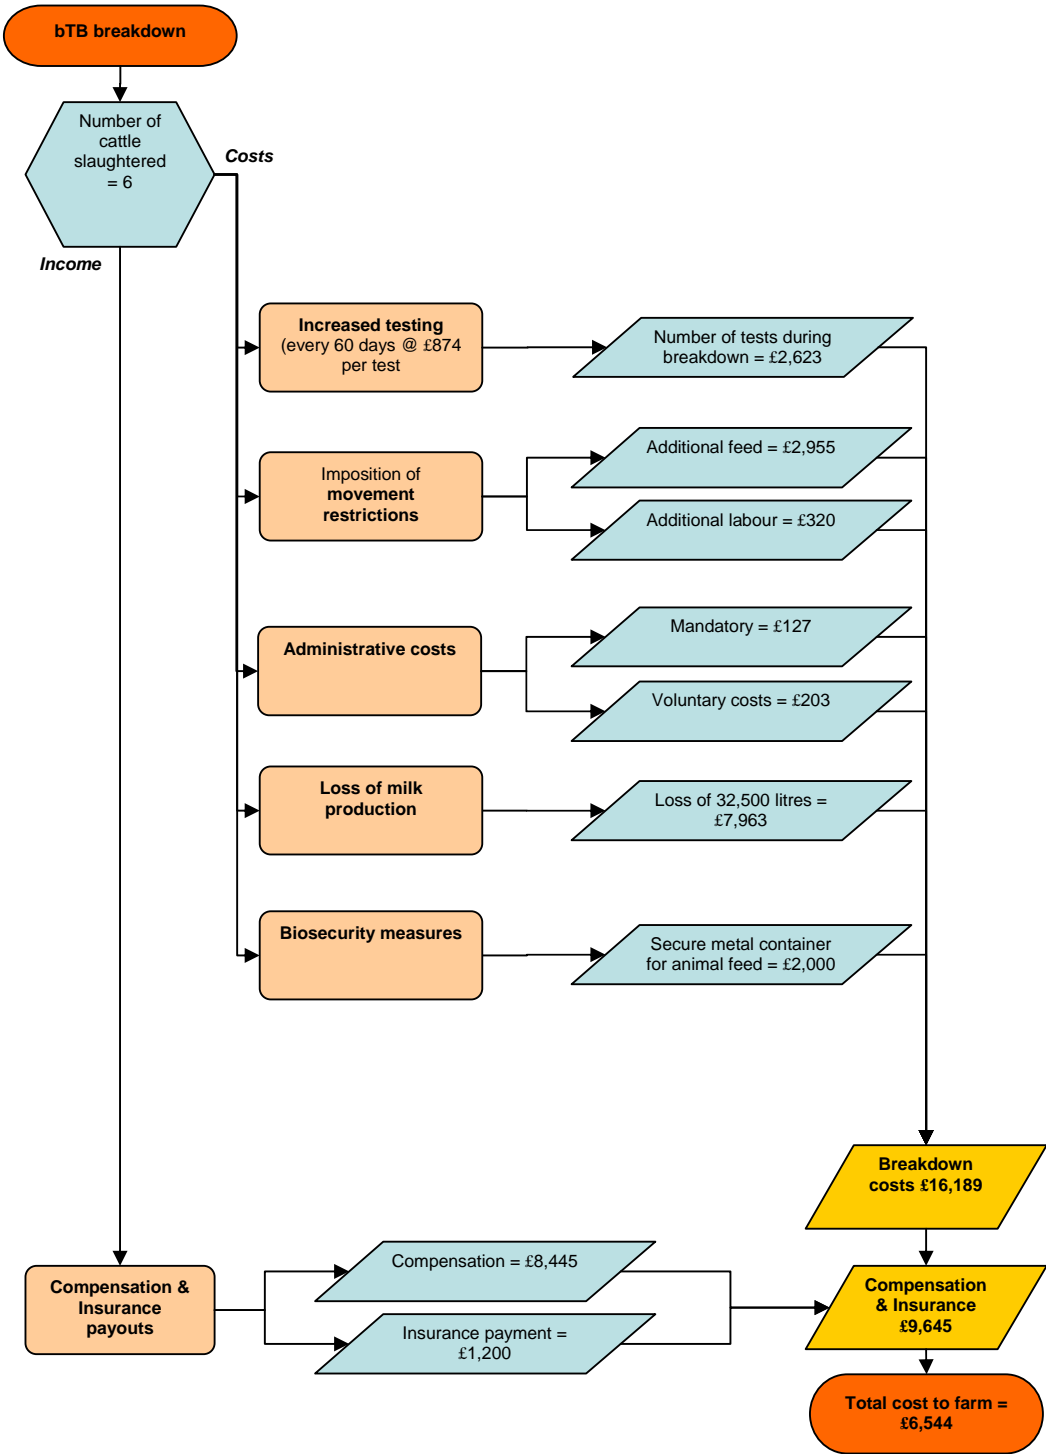 bTB breakdown
Number of
cattle
slaughtered
= 6
Costs
Income
Increased testing
(every 60 days @ £874
per test
Number of tests during
breakdown = £2,623
Imposition of
movement
restrictions
Additional feed = £2,955
Additional labour = £320
Administrative costs
Mandatory = £127
Voluntary costs = £203
Loss of milk
production
Loss of 32,500 litres =
£7,963
Biosecurity measures
Secure metal container
for animal feed = £2,000
Breakdown
costs £16,189
Compensation &
Insurance
payouts
Compensation = £8,445
Insurance payment =
£1,200
Compensation
& Insurance
£9,645
Total cost to farm =
£6,544